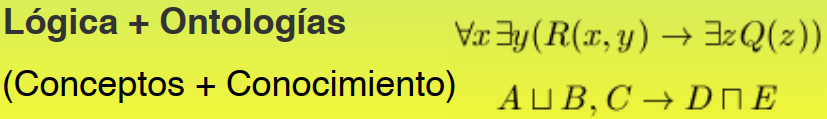 Lógica + Ontologías
∀x∃y(R(x, y) → ∃zQ(z))
(Conceptos + Conocimiento)
A ⊔ B, C → D ⊓ E